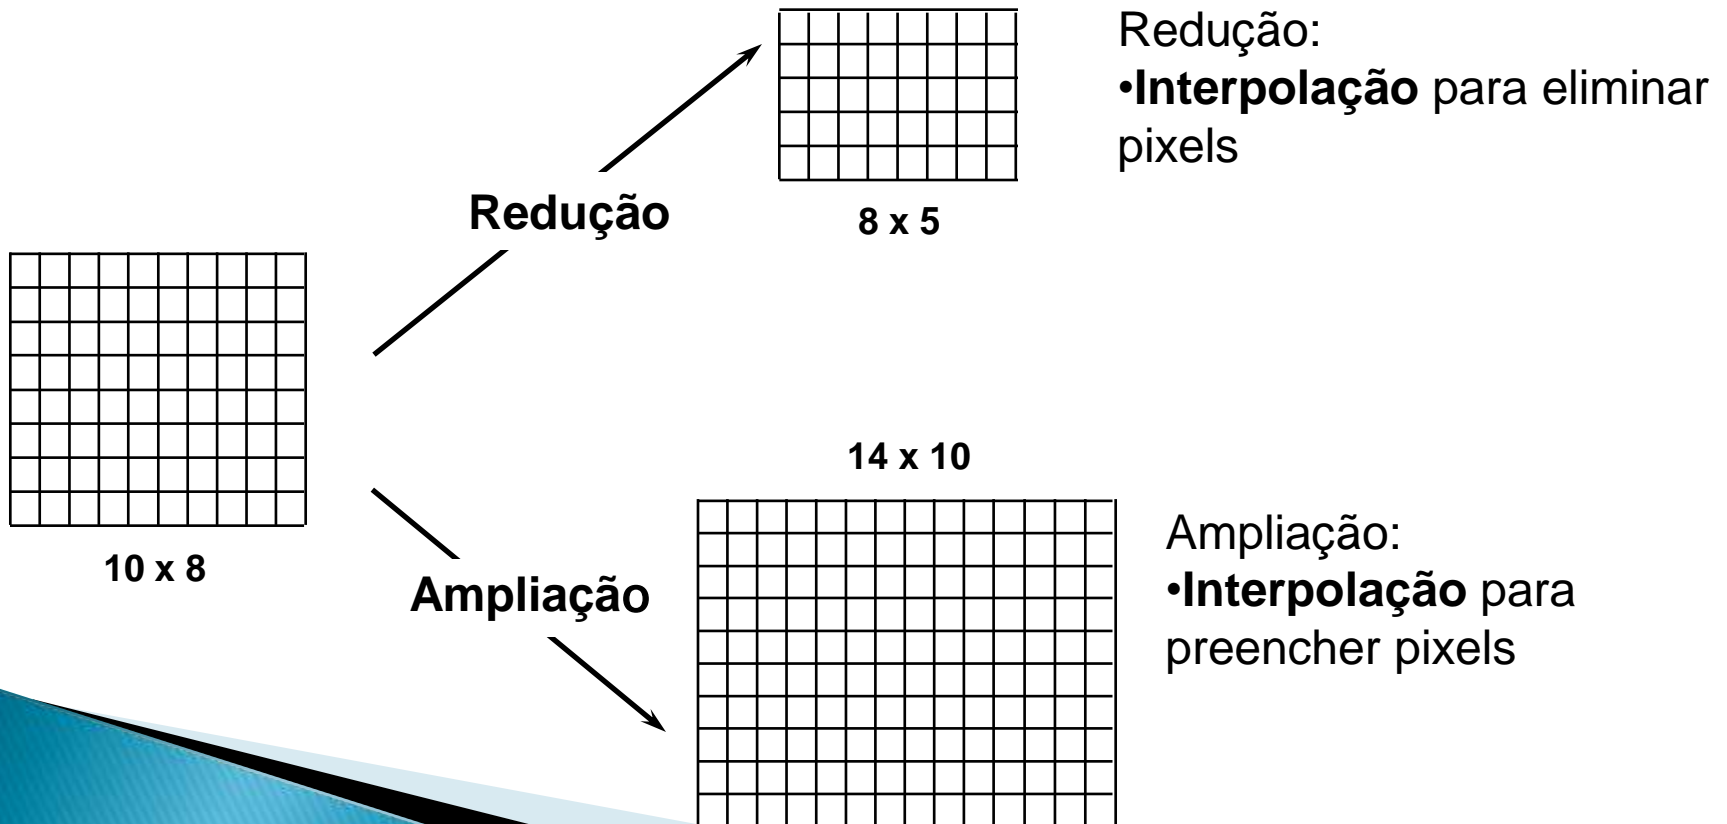 Redução:
•Interpolação para eliminar
pixels
Redução
8 x 5
10 x 8
14 x 10
Ampliação
Ampliação:
•Interpolação para
preencher pixels